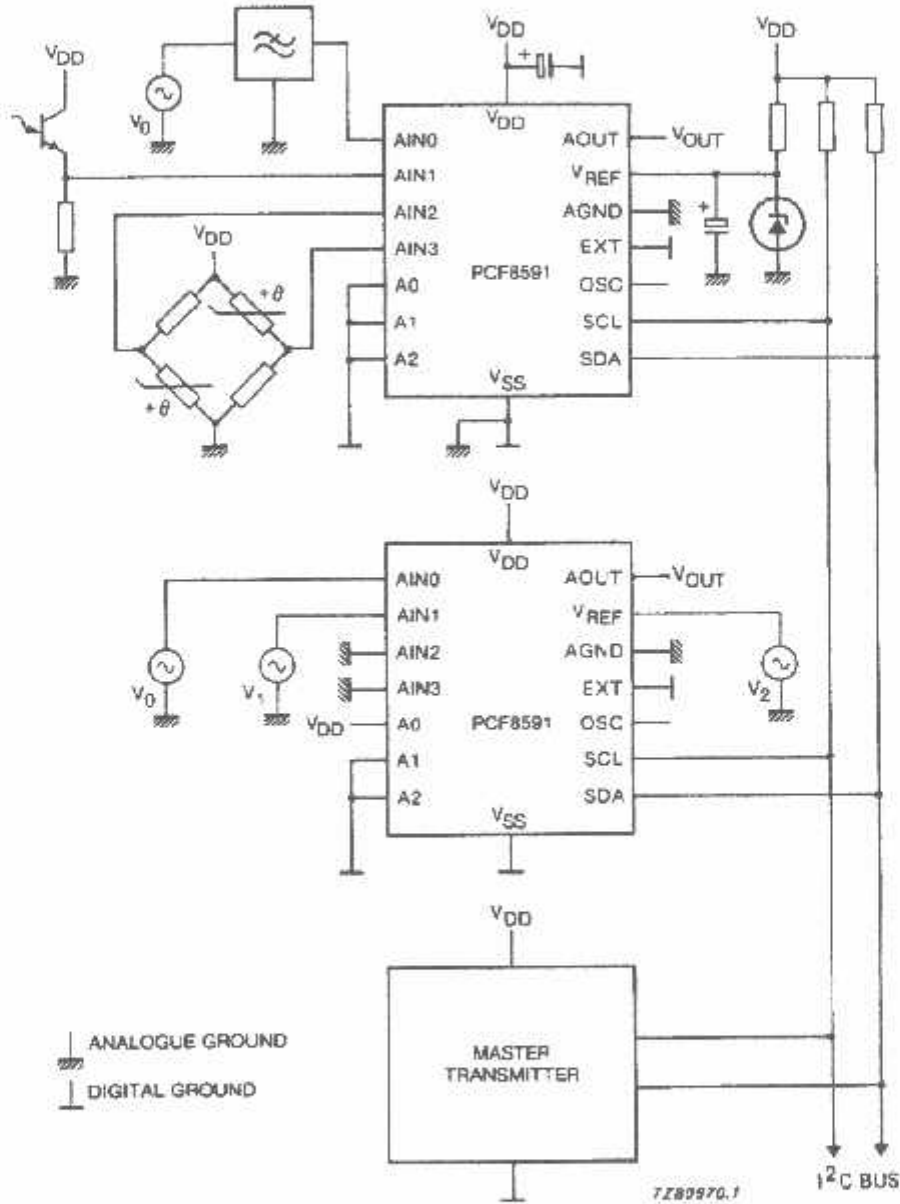 VDD
V0
VDD
VDD
VDD
VDD
AIN0
AIN1
AIN2
AIN3
A0
A1
A2
PCF8591
AOUT
VREF
AGND
EXT
OSC
SCL
SDA
VSS
VOUT
VDD
+θ
+θ
+
+
VDD
VDD
AIN0
AIN1
AIN2
AIN3
A0
A1
A2
PCF8591
AOUT
VREF
AGND
EXT
OSC
SCL
SDA
VSS
VOUT
V0
V1
V2
VDD
VDD
MASTER
TRANSMITTER
ANALOGUE GROUND
DIGITAL GROUND
I²C BUS
7Z80970.1